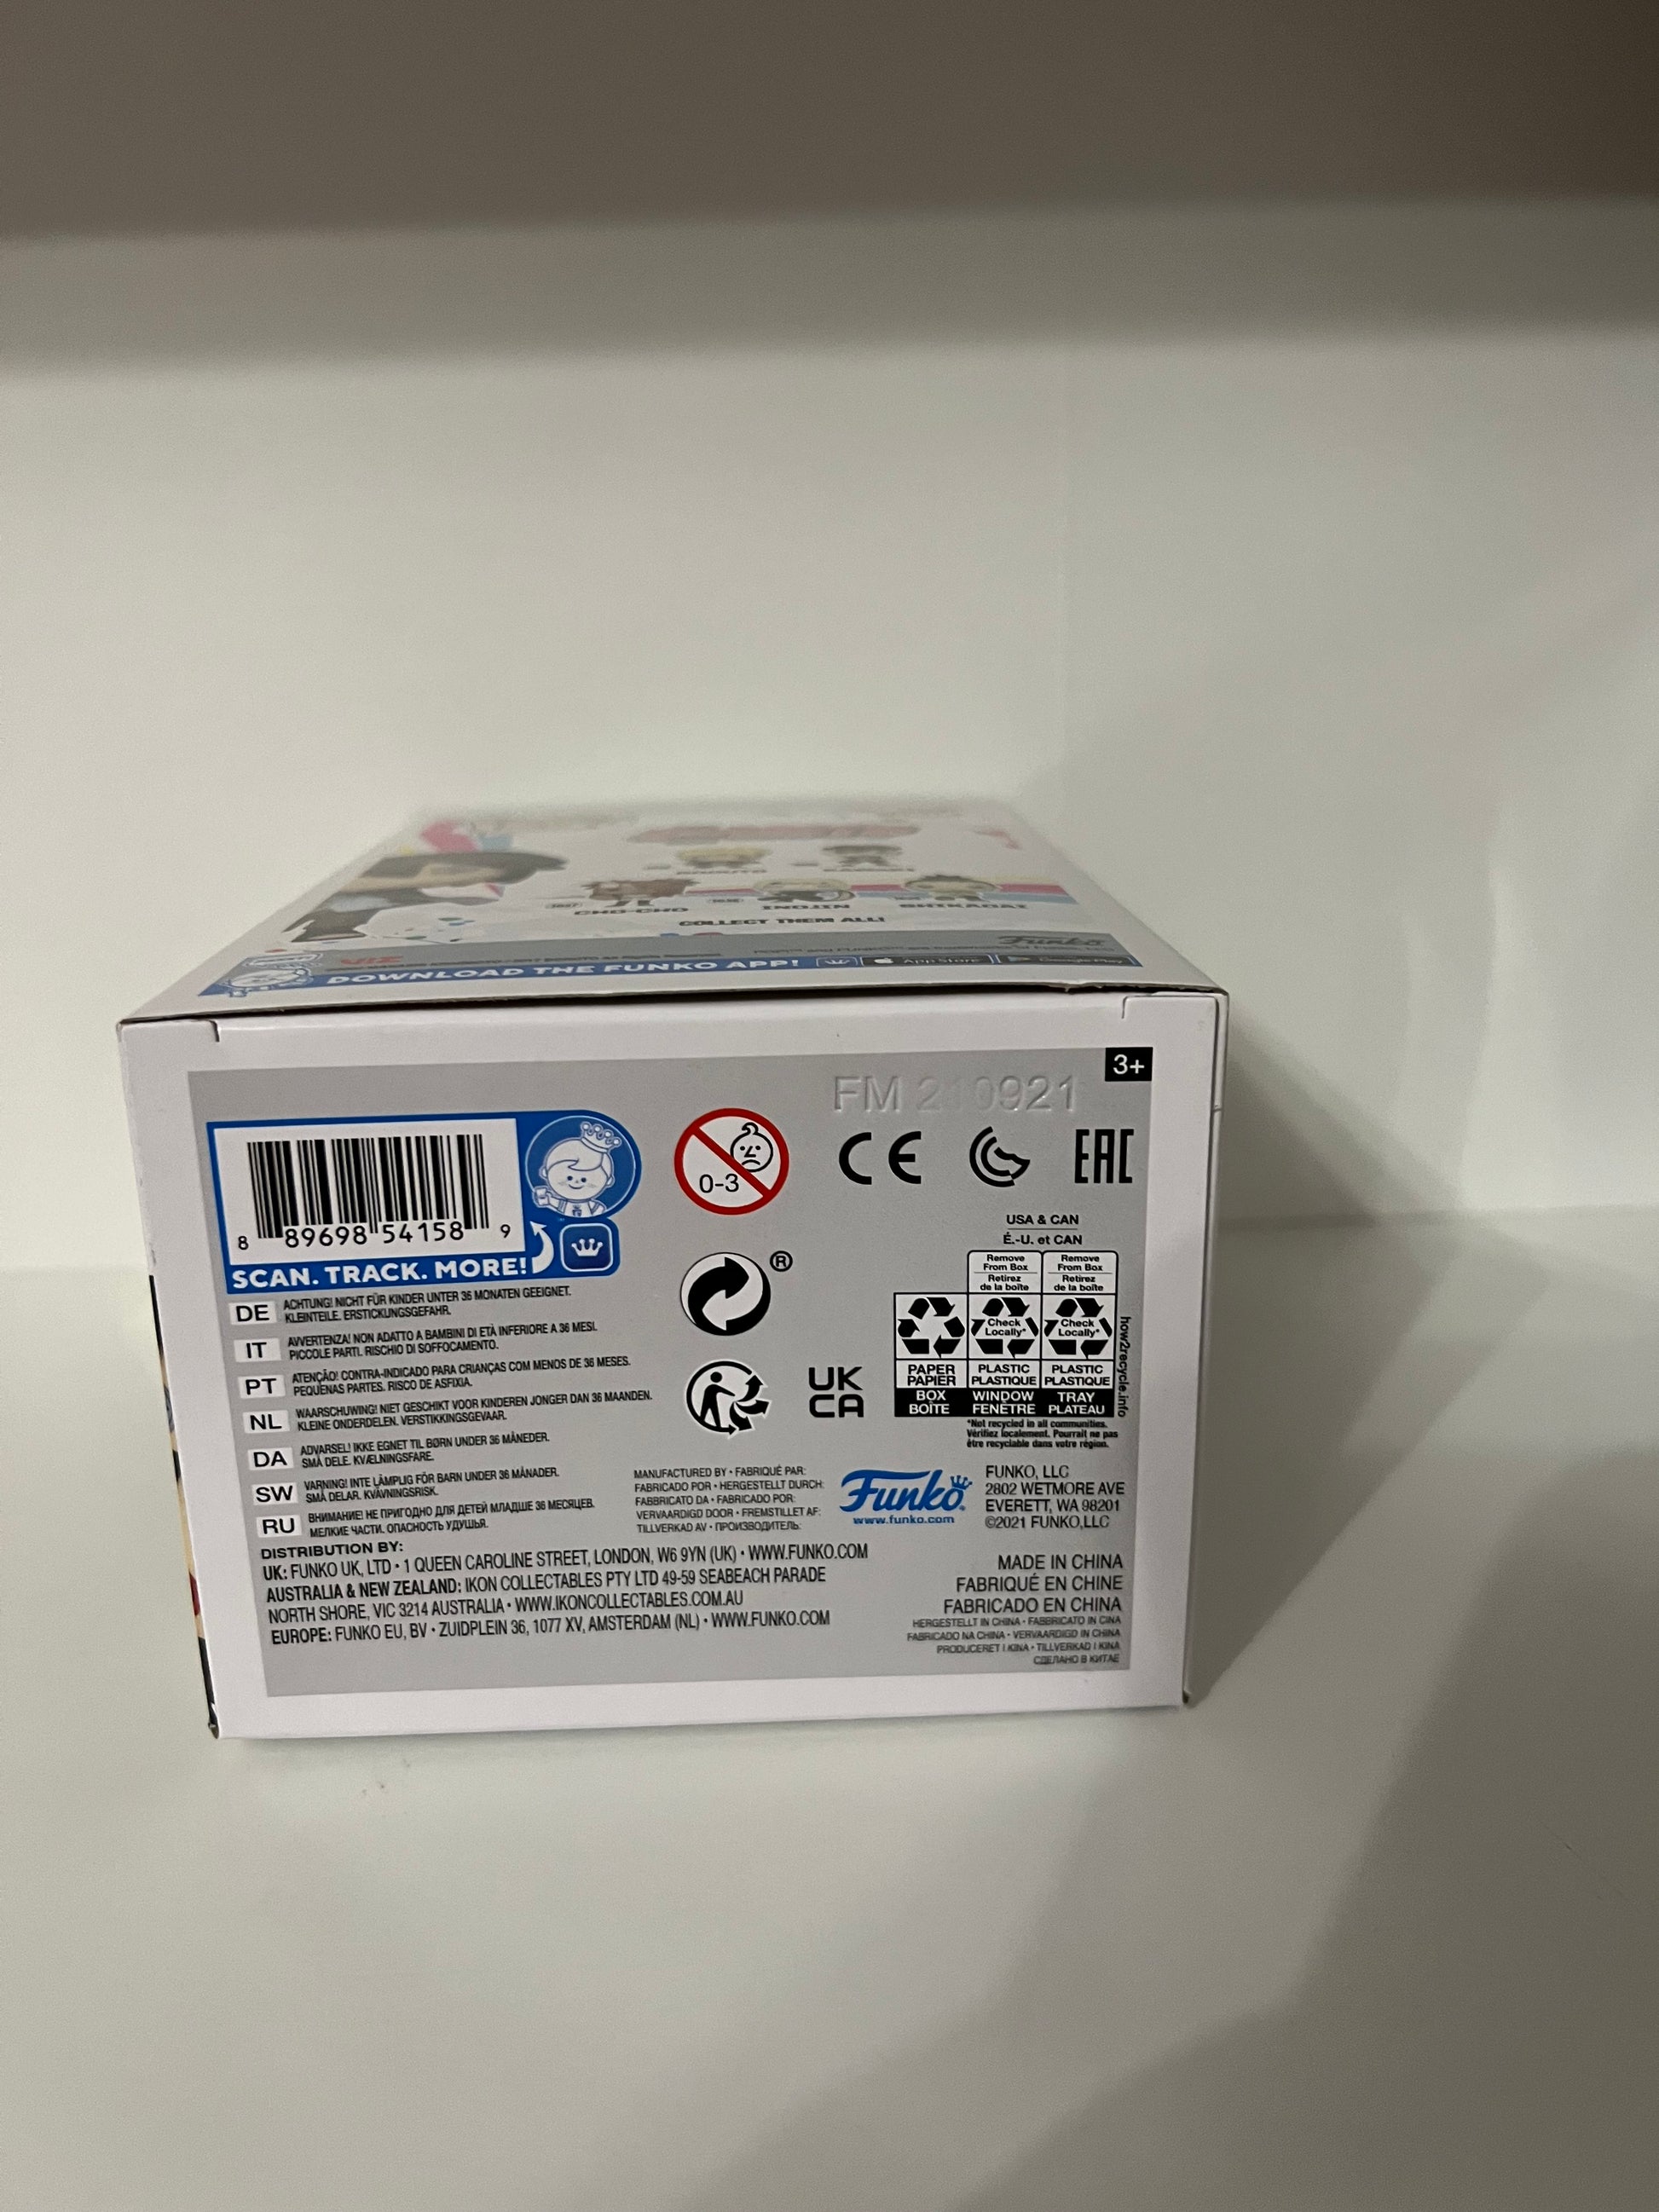 CHO-CHO
INOJIN
SHIKADAI
COLLECT THEM ALL!
Funko
VIZ
DOWNLOAD THE FUNKO APP!
App Store
Google Play
3+
FM 210921
8 89698 54158 9
SCAN. TRACK. MORE!
0-3
CE
EAC
®
UK
CA
USA & CAN
É.-U. et CAN
Remove
From Box
Retirez
de la boîte
Remove
From Box
Retirez
de la boîte
Check
Locally*
Check
Locally*
PAPER
PAPIER
PLASTIC
PLASTIQUE
PLASTIC
PLASTIQUE
BOX
BOÎTE
WINDOW
FENÊTRE
TRAY
PLATEAU
how2recycle.info
*Not recycled in all communities.
Vérifiez localement. Pourrait ne pas
être recyclable dans votre région.
DE ACHTUNG! NICHT FÜR KINDER UNTER 36 MONATEN GEEIGNET.
KLEINTEILE. ERSTICKUNGSGEFAHR.
IT AVVERTENZA! NON ADATTO A BAMBINI DI ETÀ INFERIORE A 36 MESI.
PICCOLE PARTI. RISCHIO DI SOFFOCAMENTO.
PT ATENÇÃO! CONTRA-INDICADO PARA CRIANÇAS COM MENOS DE 36 MESES.
PEQUENAS PARTES. RISCO DE ASFIXIA.
NL WAARSCHUWING! NIET GESCHIKT VOOR KINDEREN JONGER DAN 36 MAANDEN.
KLEINE ONDERDELEN. VERSTIKKINGSGEVAAR.
DA ADVARSEL! IKKE EGNET TIL BØRN UNDER 36 MÅNEDER.
SMÅ DELE. KVÆLNINGSFARE.
SW VARNING! INTE LÄMPLIG FÖR BARN UNDER 36 MÅNADER.
SMÅ DELAR. KVÄVNINGSRISK.
RU ВНИМАНИЕ! НЕ ПРИГОДНО ДЛЯ ДЕТЕЙ МЛАДШЕ 36 МЕСЯЦЕВ.
МЕЛКИЕ ЧАСТИ. ОПАСНОСТЬ УДУШЬЯ.
MANUFACTURED BY • FABRIQUÉ PAR:
FABRICADO POR • HERGESTELLT DURCH:
FABBRICATO DA • FABRICADO POR:
VERVAARDIGD DOOR • FREMSTILLET AF:
TILLVERKAD AV • ПРОИЗВОДИТЕЛЬ:
Funko
www.funko.com
FUNKO, LLC
2802 WETMORE AVE
EVERETT, WA 98201
©2021 FUNKO,LLC
DISTRIBUTION BY:
UK: FUNKO UK, LTD • 1 QUEEN CAROLINE STREET, LONDON, W6 9YN (UK) • WWW.FUNKO.COM
AUSTRALIA & NEW ZEALAND: IKON COLLECTABLES PTY LTD 49-59 SEABEACH PARADE
NORTH SHORE, VIC 3214 AUSTRALIA • WWW.IKONCOLLECTABLES.COM.AU
EUROPE: FUNKO EU, BV • ZUIDPLEIN 36, 1077 XV, AMSTERDAM (NL) • WWW.FUNKO.COM
MADE IN CHINA
FABRIQUÉ EN CHINE
FABRICADO EN CHINA
HERGESTELLT IN CHINA • FABBRICATO IN CINA
FABRICADO NA CHINA • VERVAARDIGD IN CHINA
PRODUCERET I KINA • TILLVERKAD I KINA
СДЕЛАНО В КИТАЕ